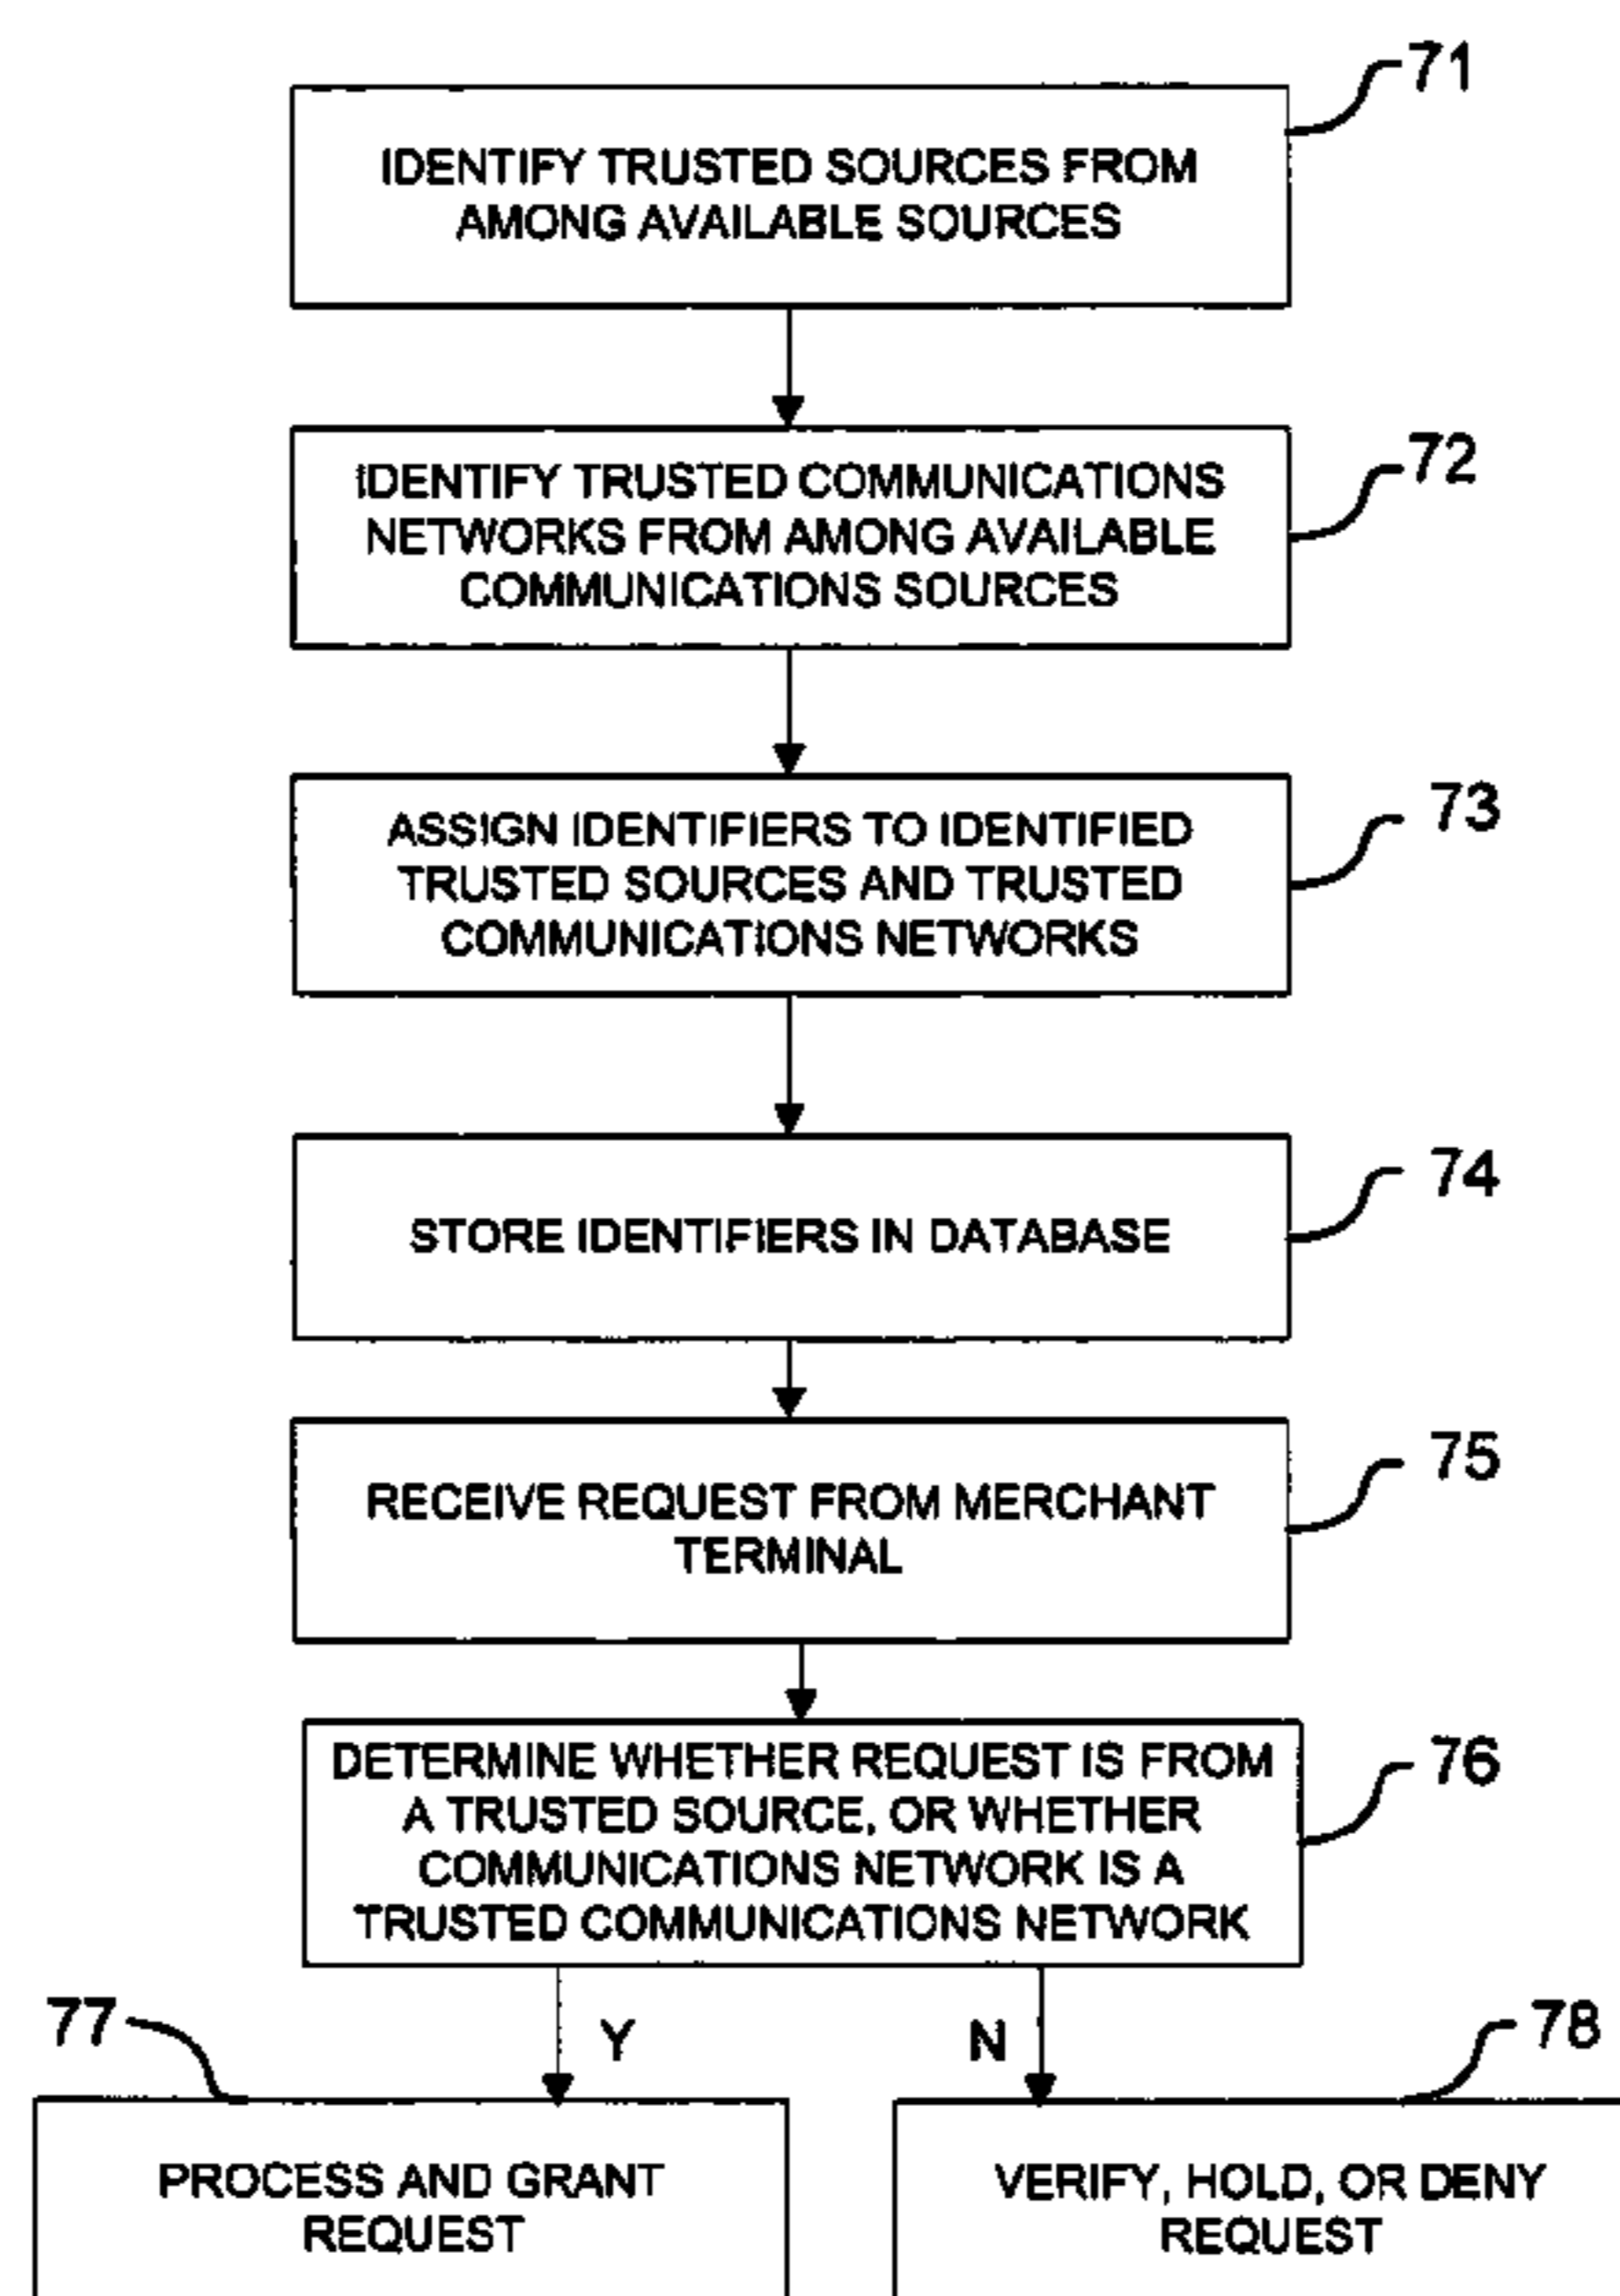 71
IDENTIFY TRUSTED SOURCES FROM
AMONG AVAILABLE SOURCES
72
IDENTIFY TRUSTED COMMUNICATIONS
NETWORKS FROM AMONG AVAILABLE
COMMUNICATIONS SOURCES
73
ASSIGN IDENTIFIERS TO IDENTIFIED
TRUSTED SOURCES AND TRUSTED
COMMUNICATIONS NETWORKS
74
STORE IDENTIFIERS IN DATABASE
75
RECEIVE REQUEST FROM MERCHANT
TERMINAL
76
DETERMINE WHETHER REQUEST IS FROM
A TRUSTED SOURCE, OR WHETHER
COMMUNICATIONS NETWORK IS A
TRUSTED COMMUNICATIONS NETWORK
77
Y
N
78
PROCESS AND GRANT
REQUEST
VERIFY, HOLD, OR DENY
REQUEST